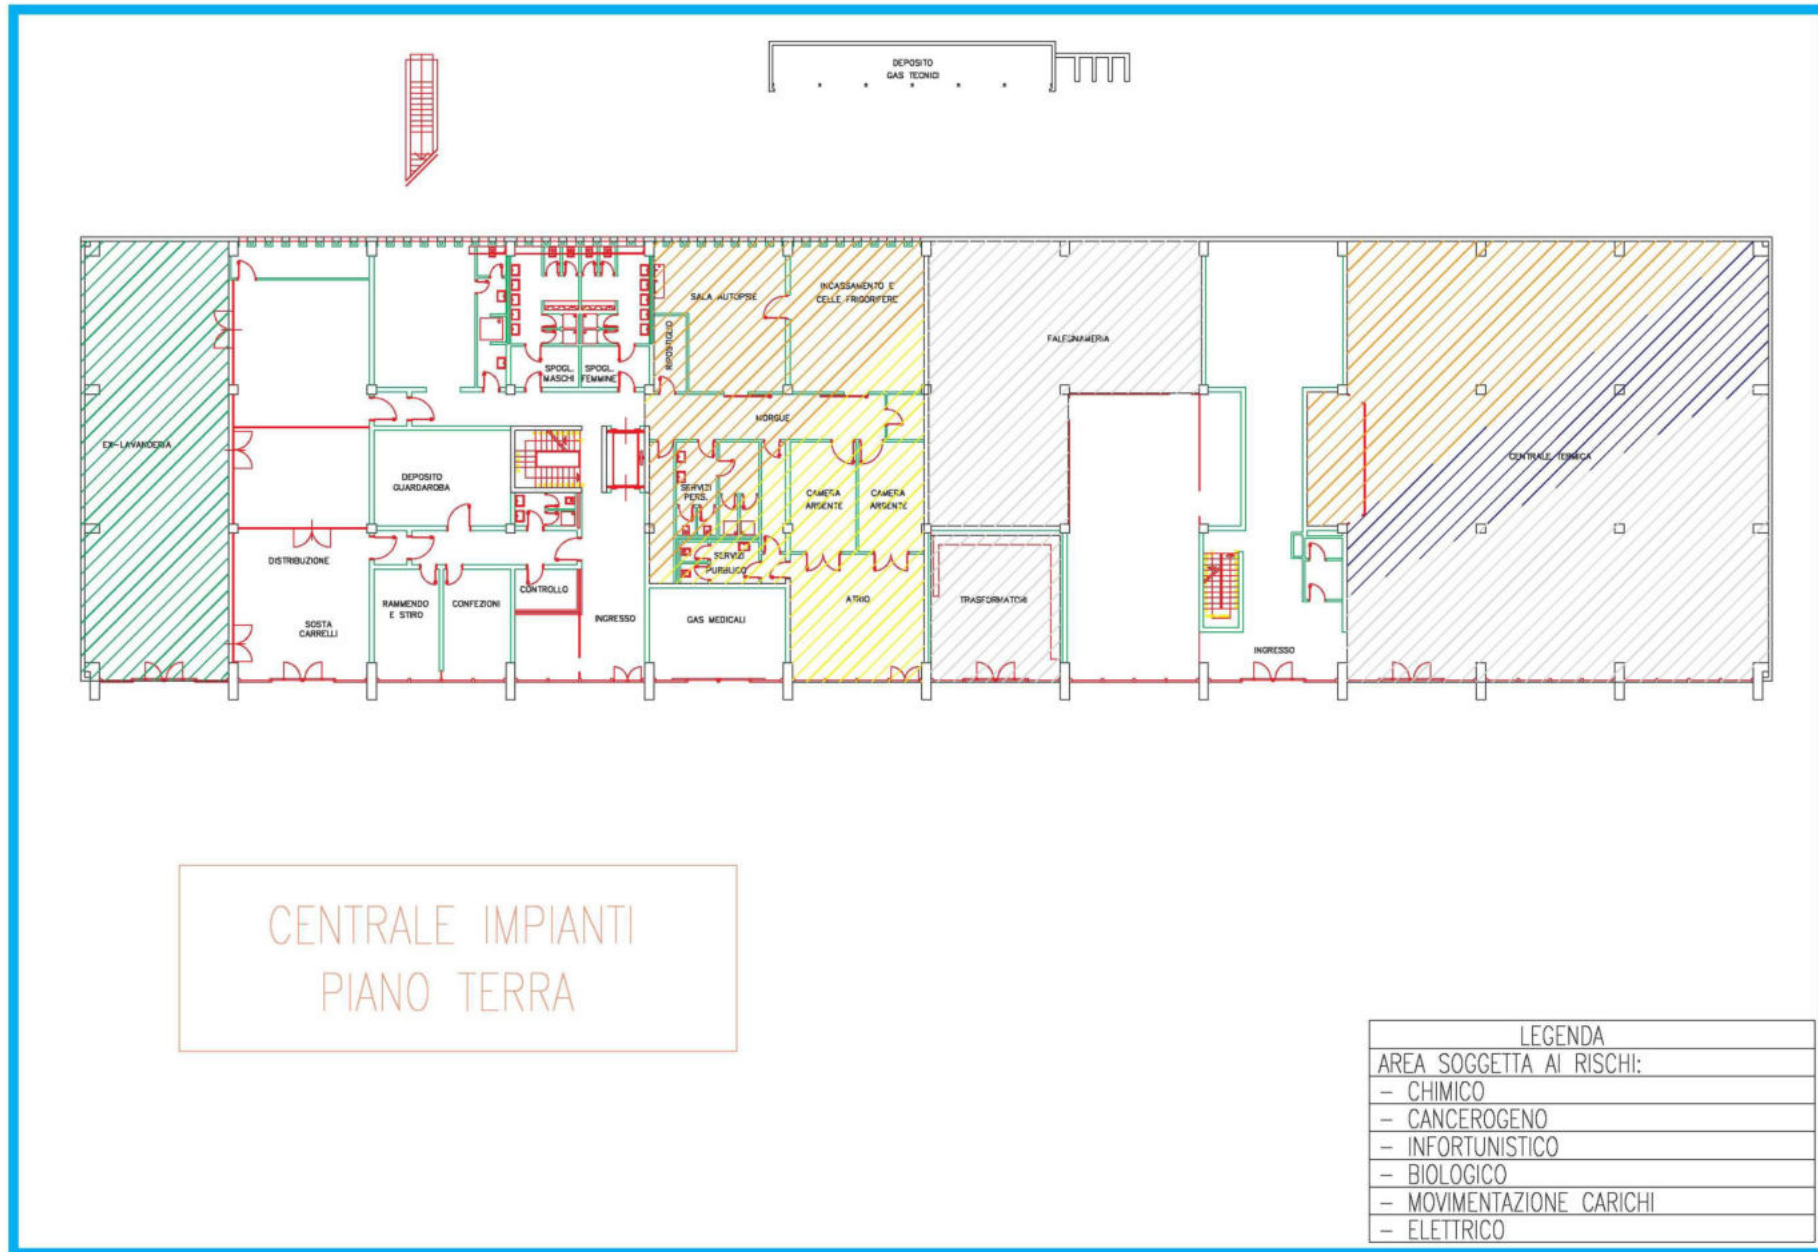 DEPOSITO
GAS TECNICI
SALA AUTOPSIE
INCASSAMENTO E
CELLE FRIGORIFERE
RIPOSTIGLIO
FALEGNAMERIA
SPOGL.
MASCHI
SPOGL.
FEMMINE
MORGUE
EX-LAVANDERIA
CENTRALE TERMICA
DEPOSITO
GUARDAROBA
SERVIZI
PERS.
CAMERA
ARDENTE
CAMERA
ARDENTE
DISTRIBUZIONE
SERVIZI
PUBBLICO
CONTROLLO
RAMMENDO
E STIRO
CONFEZIONI
ATRIO
TRASFORMATORI
SOSTA
CARRELLI
INGRESSO
GAS MEDICALI
INGRESSO
CENTRALE IMPIANTI
PIANO TERRA
LEGENDA
AREA SOGGETTA AI RISCHI:
- CHIMICO
- CANCEROGENO
- INFORTUNISTICO
- BIOLOGICO
- MOVIMENTAZIONE CARICHI
- ELETTRICO